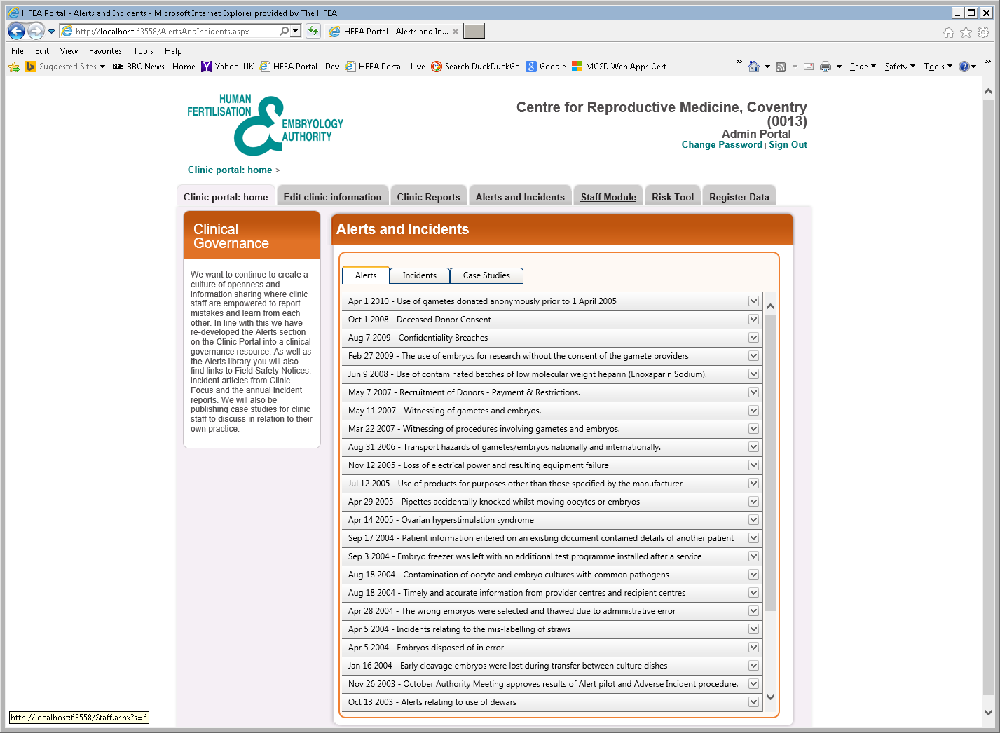 HFEA Portal - Alerts and Incidents - Microsoft Internet Explorer provided by The HFEA
http://localhost:63558/AlertsAndIncidents.aspx
HFEA Portal - Alerts and In...
File Edit View Favorites Tools Help
Suggested Sites BBC BBC News - Home Yahoo! UK HFEA Portal - Dev HFEA Portal - Live Search DuckDuckGo Google MCSD Web Apps Cert
Page Safety Tools
HUMAN
FERTILISATION
&
EMBRYOLOGY
AUTHORITY
Centre for Reproductive Medicine, Coventry
(0013)
Admin Portal
Change Password | Sign Out
Clinic portal: home >
Clinic portal: home Edit clinic information Clinic Reports Alerts and Incidents Staff Module Risk Tool Register Data
Clinical
Governance
We want to continue to create a
culture of openness and
information sharing where clinic
staff are empowered to report
mistakes and learn from each
other. In line with this we have
re-developed the Alerts section
on the Clinic Portal into a clinical
governance resource. As well as
the Alerts library you will also
find links to Field Safety Notices,
incident articles from Clinic
Focus and the annual incident
reports. We will also be
publishing case studies for clinic
staff to discuss in relation to their
own practice.
Alerts and Incidents
Alerts Incidents Case Studies
Apr 1 2010 - Use of gametes donated anonymously prior to 1 April 2005
Oct 1 2008 - Deceased Donor Consent
Aug 7 2009 - Confidentiality Breaches
Feb 27 2009 - The use of embryos for research without the consent of the gamete providers
Jun 9 2008 - Use of contaminated batches of low molecular weight heparin (Enoxaparin Sodium).
May 7 2007 - Recruitment of Donors - Payment & Restrictions.
May 11 2007 - Witnessing of gametes and embryos.
Mar 22 2007 - Witnessing of procedures involving gametes and embryos.
Aug 31 2006 - Transport hazards of gametes/embryos nationally and internationally.
Nov 12 2005 - Loss of electrical power and resulting equipment failure
Jul 12 2005 - Use of products for purposes other than those specified by the manufacturer
Apr 29 2005 - Pipettes accidentally knocked whilst moving oocytes or embryos
Apr 14 2005 - Ovarian hyperstimulation syndrome
Sep 17 2004 - Patient information entered on an existing document contained details of another patient
Sep 3 2004 - Embryo freezer was left with an additional test programme installed after a service
Aug 18 2004 - Contamination of oocyte and embryo cultures with common pathogens
Aug 18 2004 - Timely and accurate information from provider centres and recipient centres
Apr 28 2004 - The wrong embryos were selected and thawed due to administrative error
Apr 5 2004 - Incidents relating to the mis-labelling of straws
Apr 5 2004 - Embryos disposed of in error
Jan 16 2004 - Early cleavage embryos were lost during transfer between culture dishes
Nov 26 2003 - October Authority Meeting approves results of Alert pilot and Adverse Incident procedure.
Oct 13 2003 - Alerts relating to use of dewars
http://localhost:63558/Staff.aspx?s=6